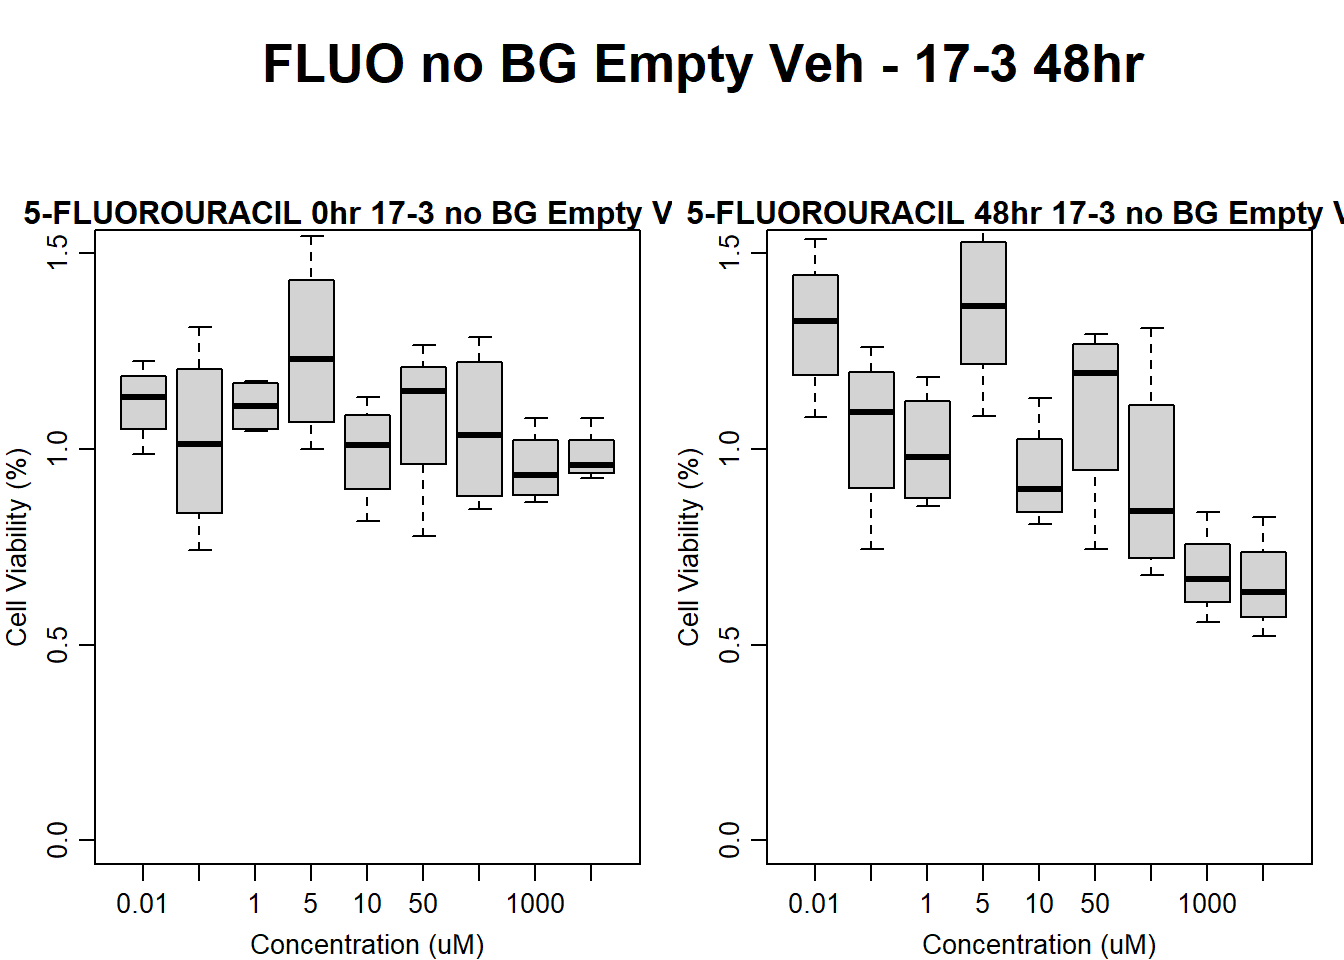 FLUO no BG Empty Veh - 17-3 48hr
5-FLUOROURACIL 0hr 17-3 no BG Empty V
Cell Viability (%)
1.5
1.0
0.5
0.0
0.01 1 5 10 50 1000
Concentration (uM)
5-FLUOROURACIL 48hr 17-3 no BG Empty V
Cell Viability (%)
1.5
1.0
0.5
0.0
0.01 1 5 10 50 1000
Concentration (uM)